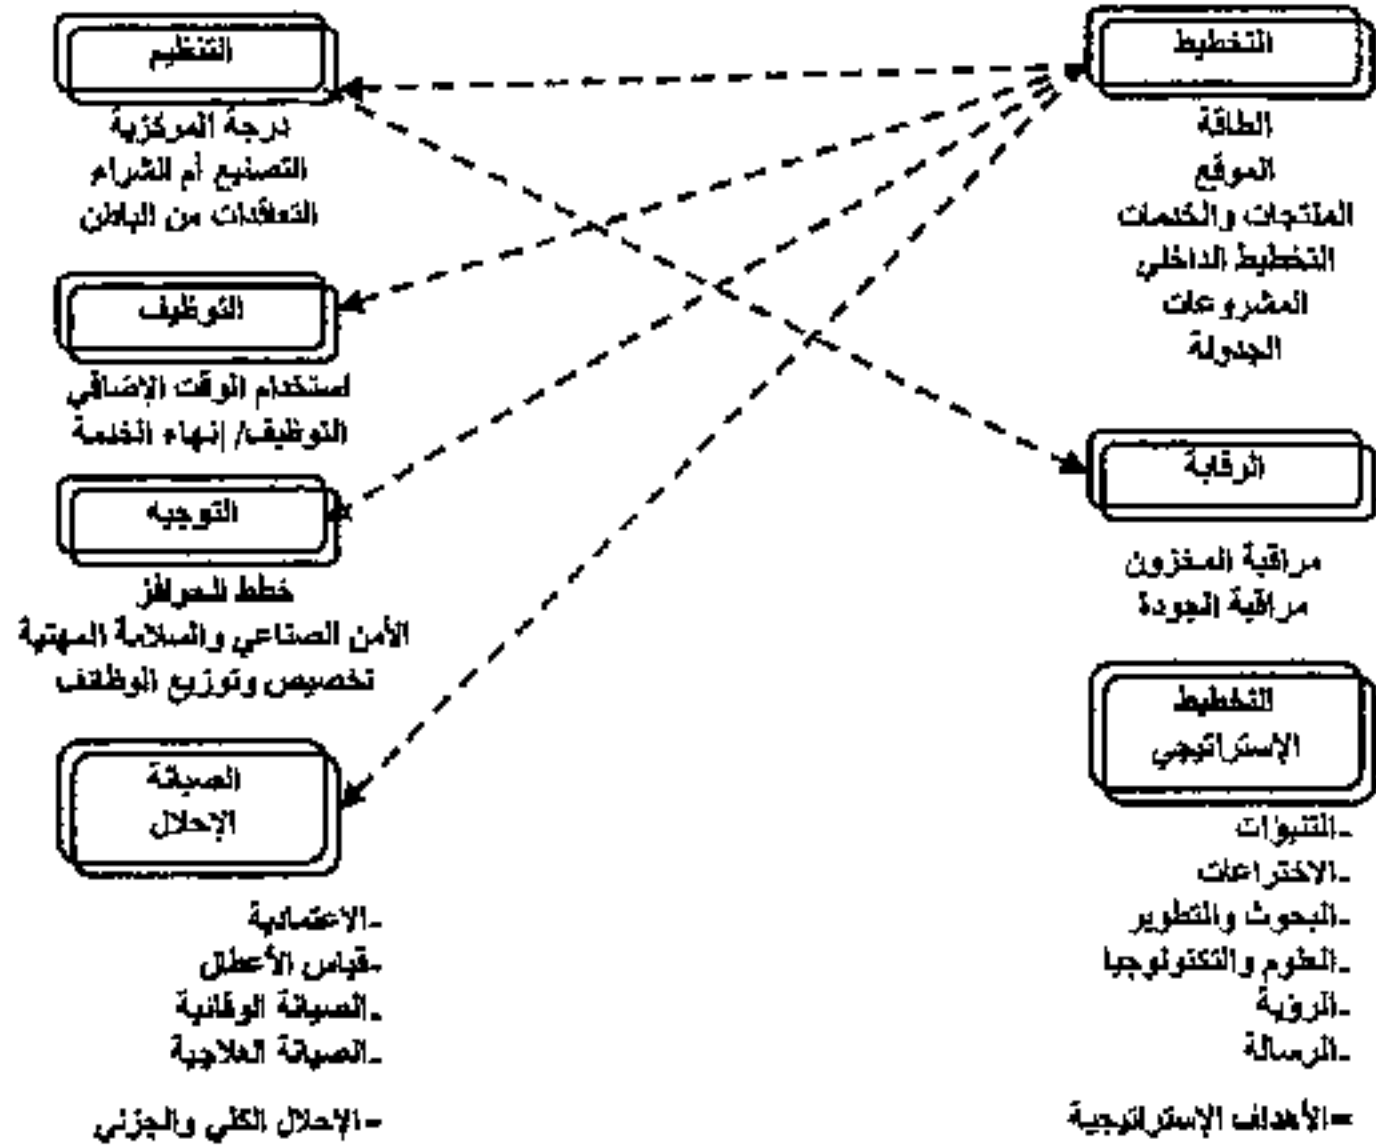 التخطيط
الطاقة
الموقع
المنتجات والخدمات
التخطيط الداخلي
المشروعات
الجدولة
الرقابة
مراقبة المخزون
مراقبة الجودة
التخطيط
الإستراتيجي
-التنبؤات
-الاختراعات
-البحوث والتطوير
-العلوم والتكنولوجيا
-الرؤية
-الرسالة
-الأهداف الإستراتيجية
التنظيم
درجة المركزية
التصنيع أم الشراء
التعاقدات من الباطن
التوظيف
استخدام الوقت الإضافي
التوظيف/ إنهاء الخدمة
التوجيه
خطط الحوافز
الأمن الصناعي والسلامة المهنية
تخصيص وتوزيع الوظائف
الصيانة
الإحلال
-الاعتمادية
-قياس الأعطال
-الصيانة الوقائية
-الصيانة العلاجية
-الإحلال الكلي والجزئي